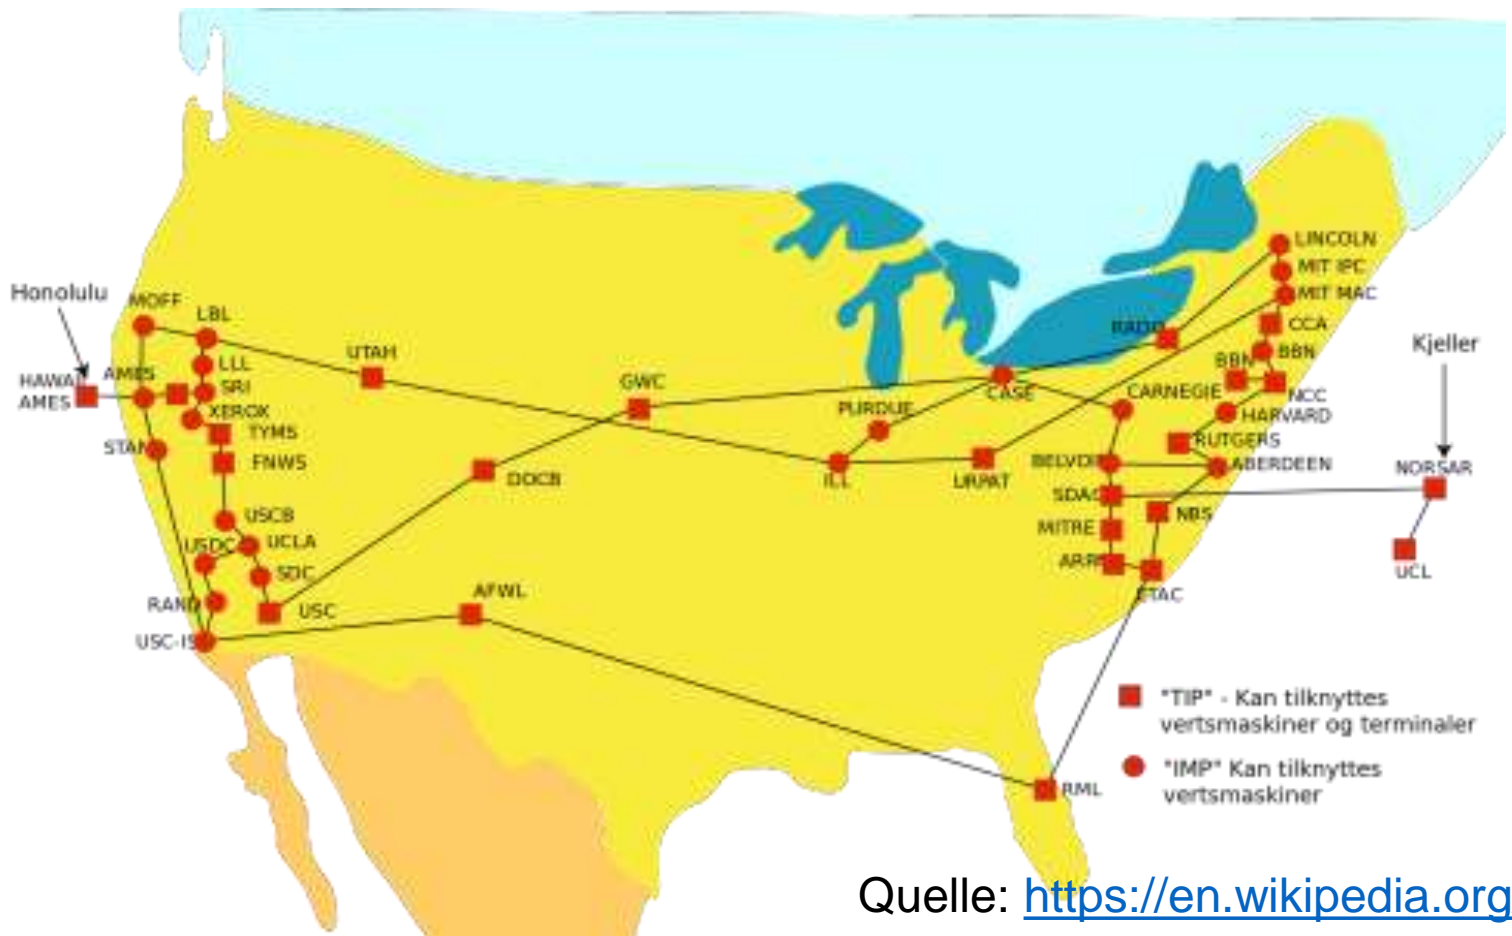 LINCOLN
MIT IPC
MIT MAC
Honolulu
MOFF
LBL
CCA
RADC
Kjeller
UTAH
BBN
BBN
LLL
AMES
HAWAII
AMES
SRI
GWC
CASE
CARNEGIE
NCC
XEROX
PURDUE
HARVARD
TYMS
STAN
RUTGERS
FNWS
BELVOIR
ABERDEEN
NORSAR
DOCB
ILL
URPAT
SDAC
USCB
MITRE
NBS
USDC
UCLA
SDC
ARR
UCL
RAND
USC
AFWL
ETAC
USC-IS
"TIP" - Kan tilknyttes
vertsmaskiner og terminaler
"IMP" Kan tilknyttes
vertsmaskiner
RML
Quelle: https://en.wikipedia.org